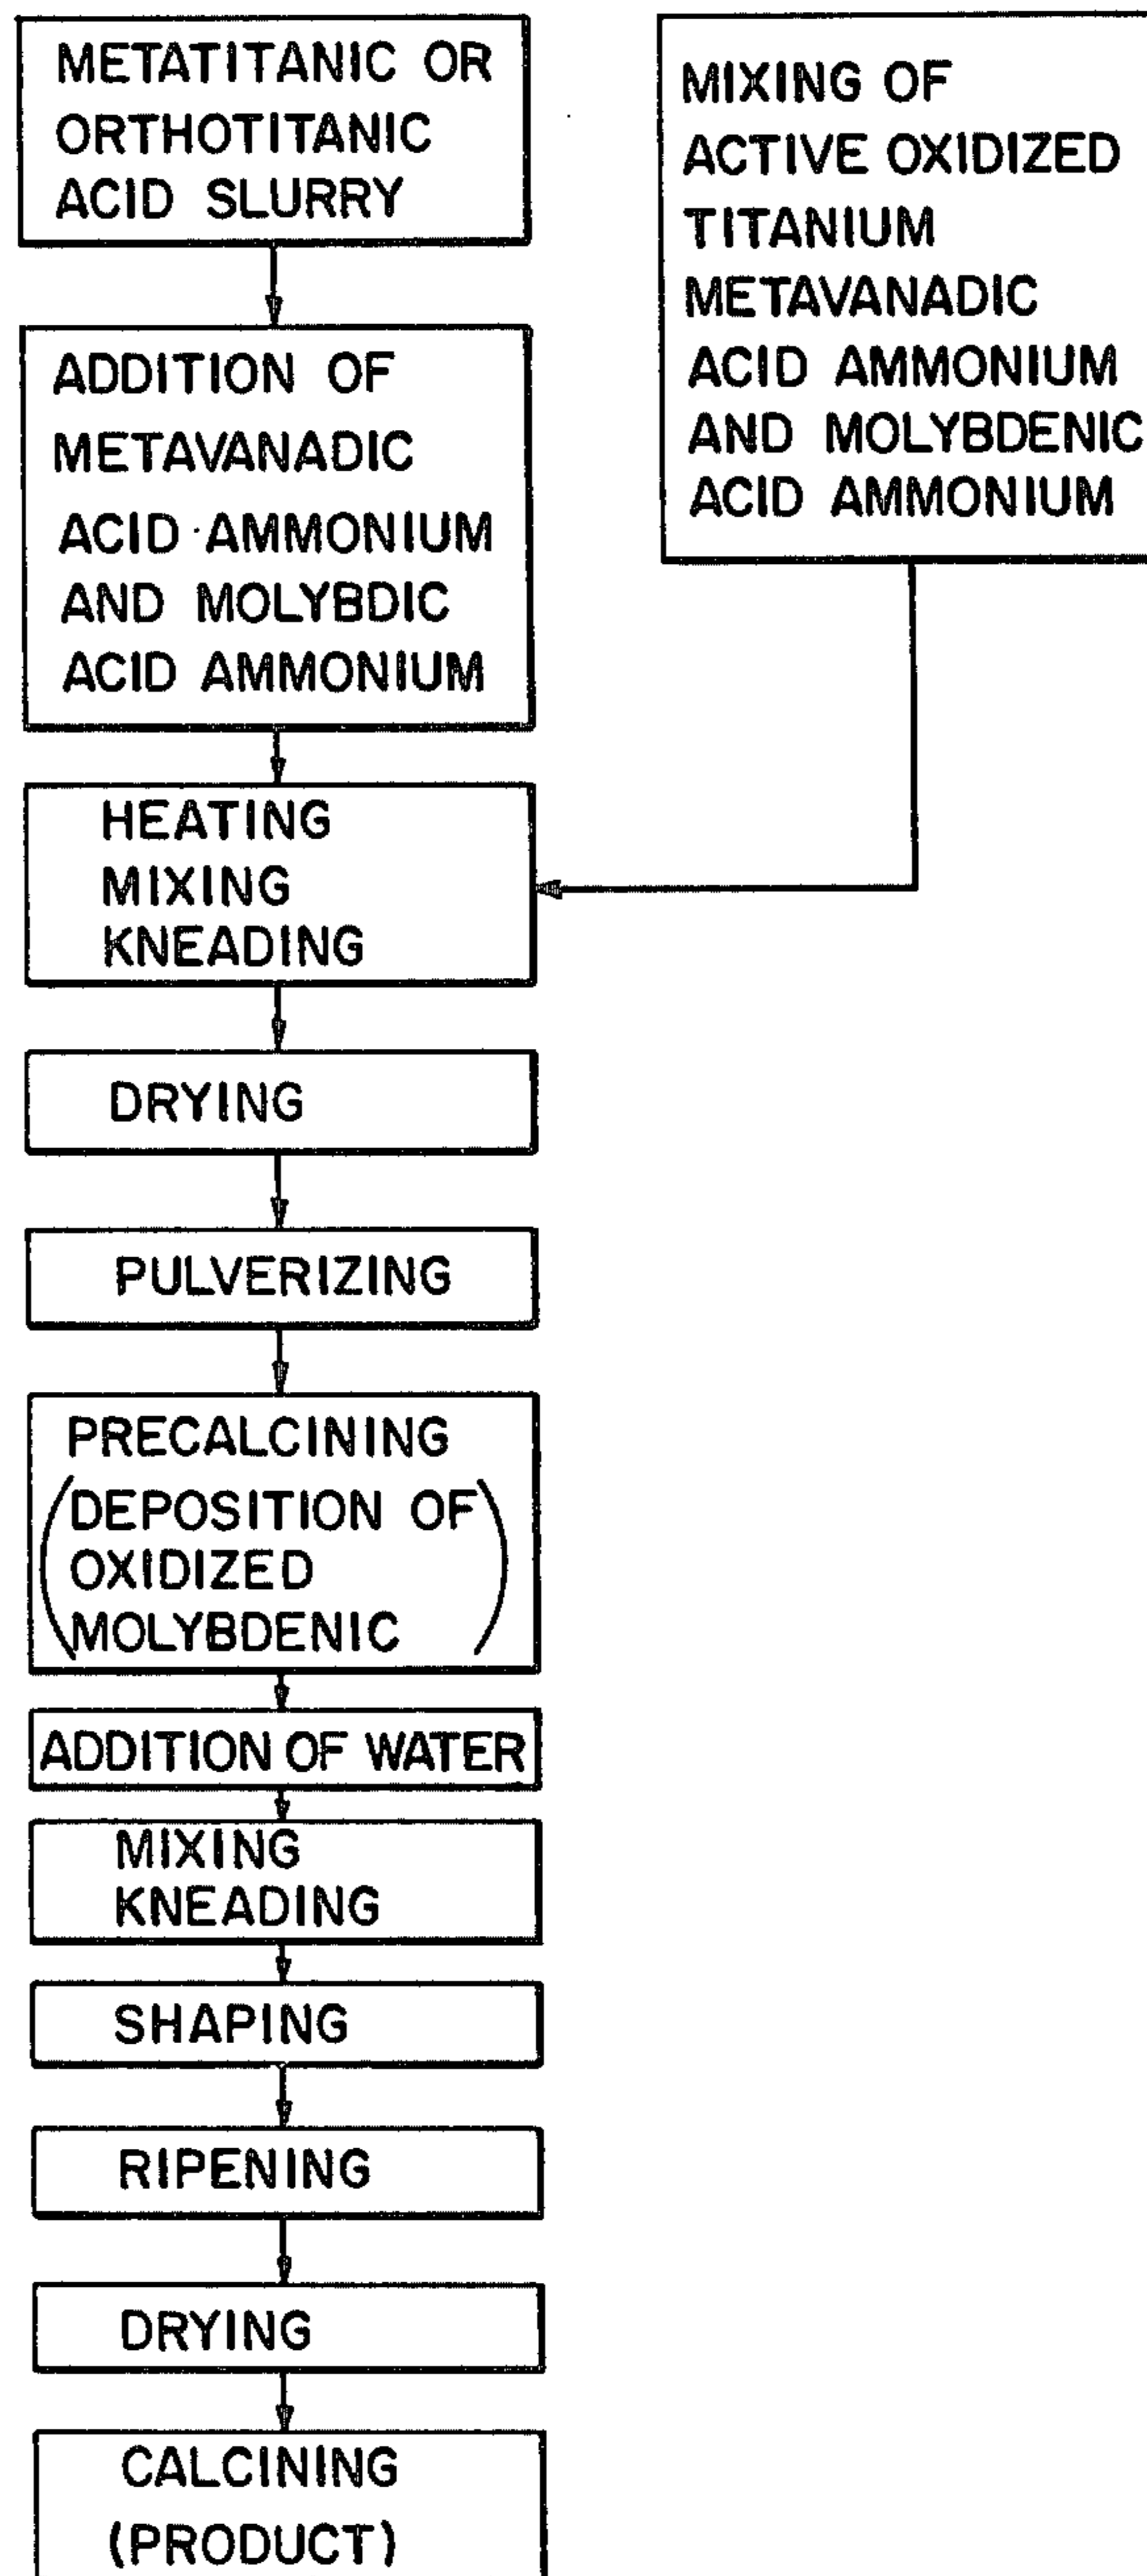 METATITANIC OR
ORTHOTITANIC
ACID SLURRY
MIXING OF
ACTIVE OXIDIZED
TITANIUM
METAVANADIC
ACID AMMONIUM
AND MOLYBDENIC
ACID AMMONIUM
ADDITION OF
METAVANADIC
ACID AMMONIUM
AND MOLYBDIC
ACID AMMONIUM
HEATING
MIXING
KNEADING
DRYING
PULVERIZING
PRECALCINING
(DEPOSITION OF
OXIDIZED
MOLYBDENIC)
ADDITION OF WATER
MIXING
KNEADING
SHAPING
RIPENING
DRYING
CALCINING
(PRODUCT)